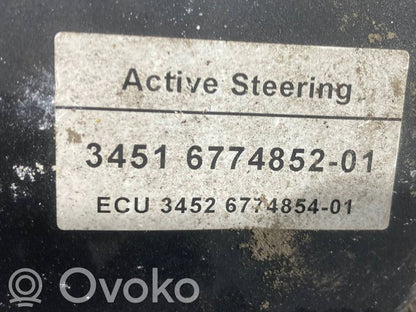 Active Steering
3451 6774852-01
ECU 3452 6774854-01
Ovoko